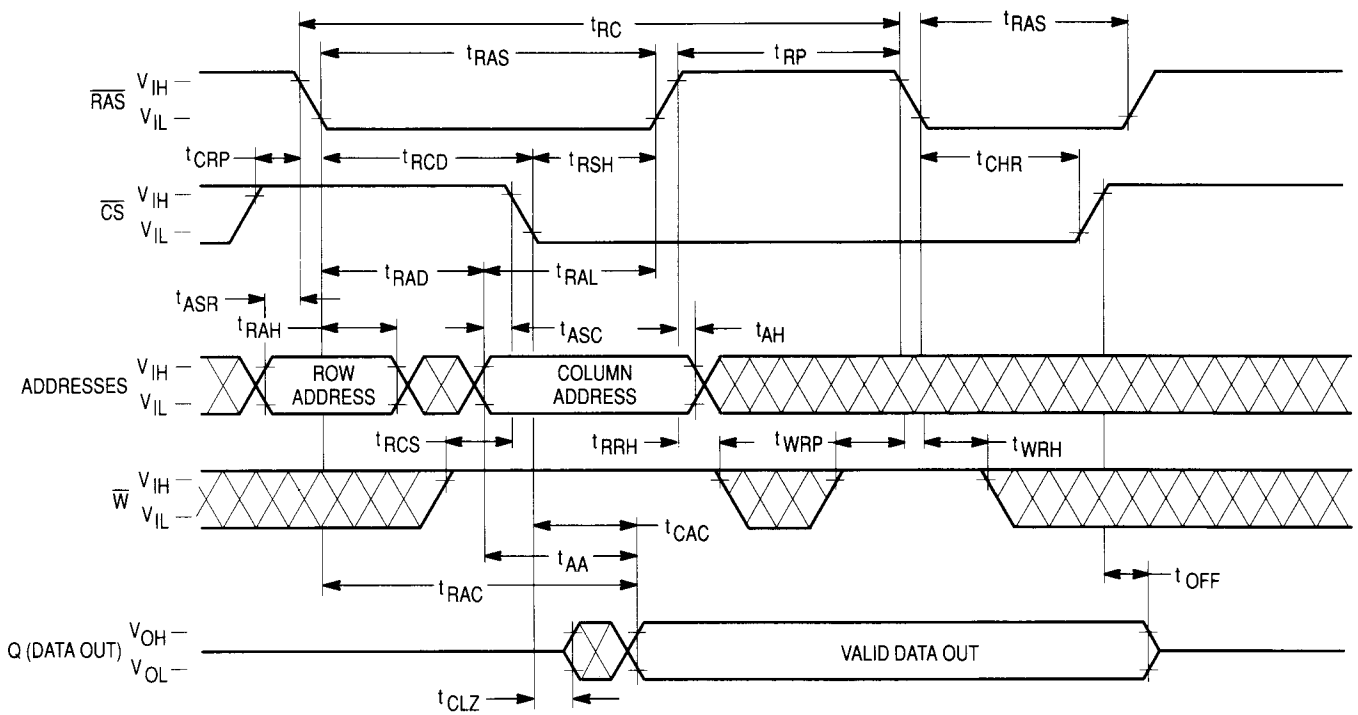 tRC
tRAS
tRAS
tRP
RAS
VIH
VIL
tCRP
tRCD
tRSH
tCHR
CS
VIH
VIL
tRAD
tRAL
tASR
tRAH
tASC
tAH
ADDRESSES
VIH
VIL
ROW
ADDRESS
COLUMN
ADDRESS
tRCS
tRRH
tWRP
tWRH
W
VIH
VIL
tCAC
tAA
tRAC
tOFF
Q (DATA OUT)
VOH
VOL
VALID DATA OUT
tCLZ